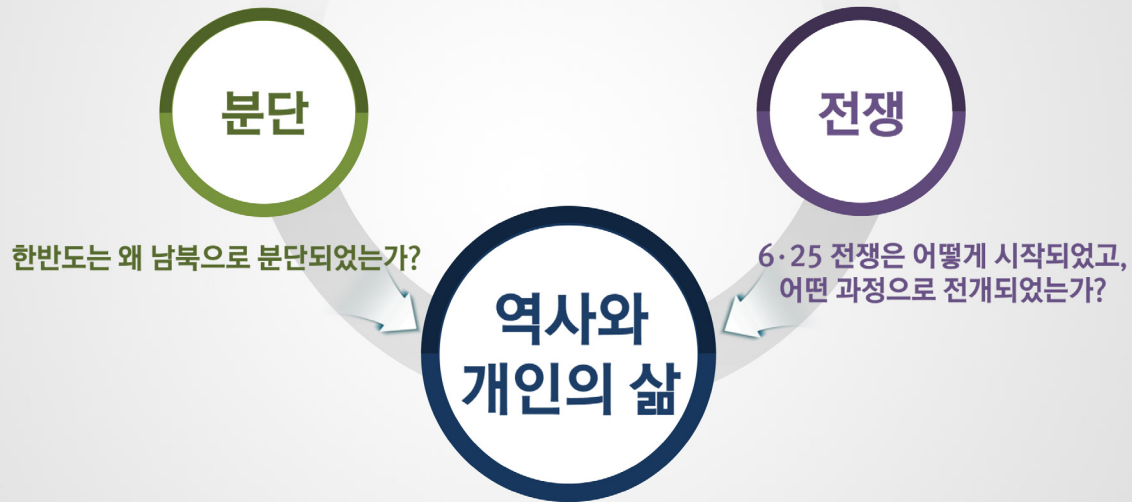 분단
전쟁
한반도는 왜 남북으로 분단되었는가?
6·25 전쟁은 어떻게 시작되었고,
어떤 과정으로 전개되었는가?
역사와
개인의 삶